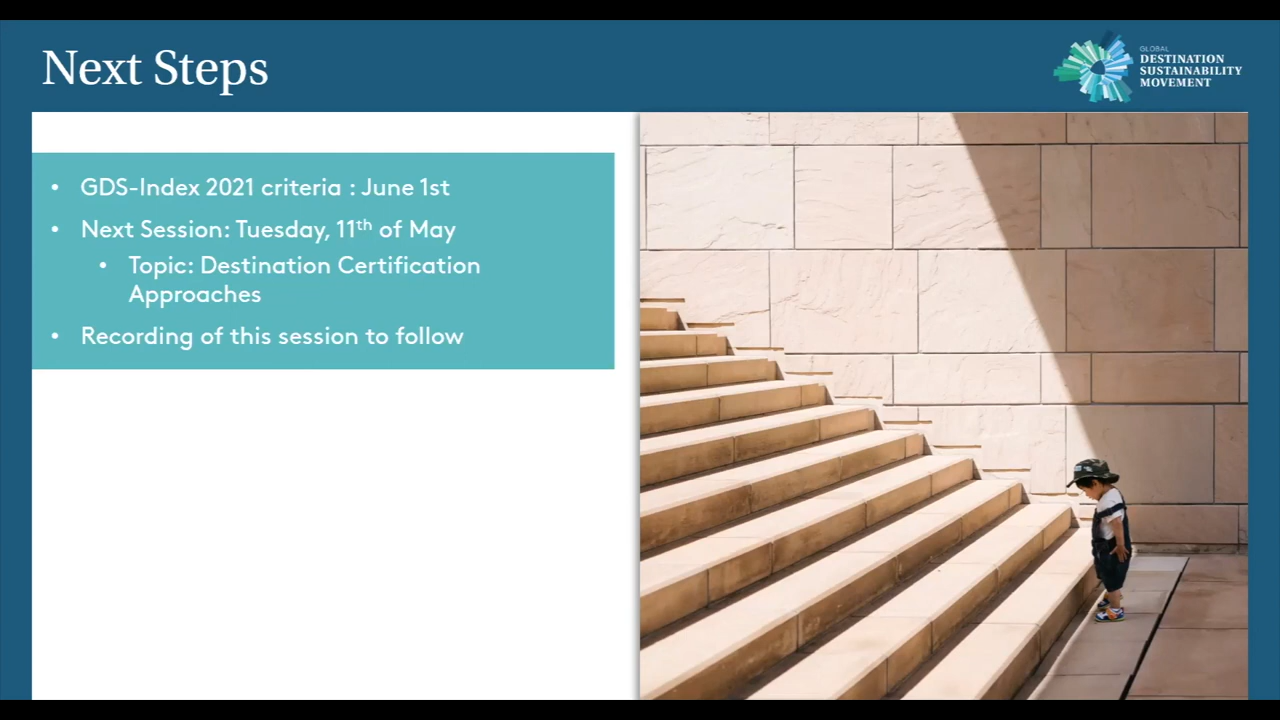 Next Steps
GLOBAL
DESTINATION
SUSTAINABILITY
MOVEMENT
• GDS-Index 2021 criteria : June 1st
• Next Session: Tuesday, 11th of May
• Topic: Destination Certification
Approaches
• Recording of this session to follow